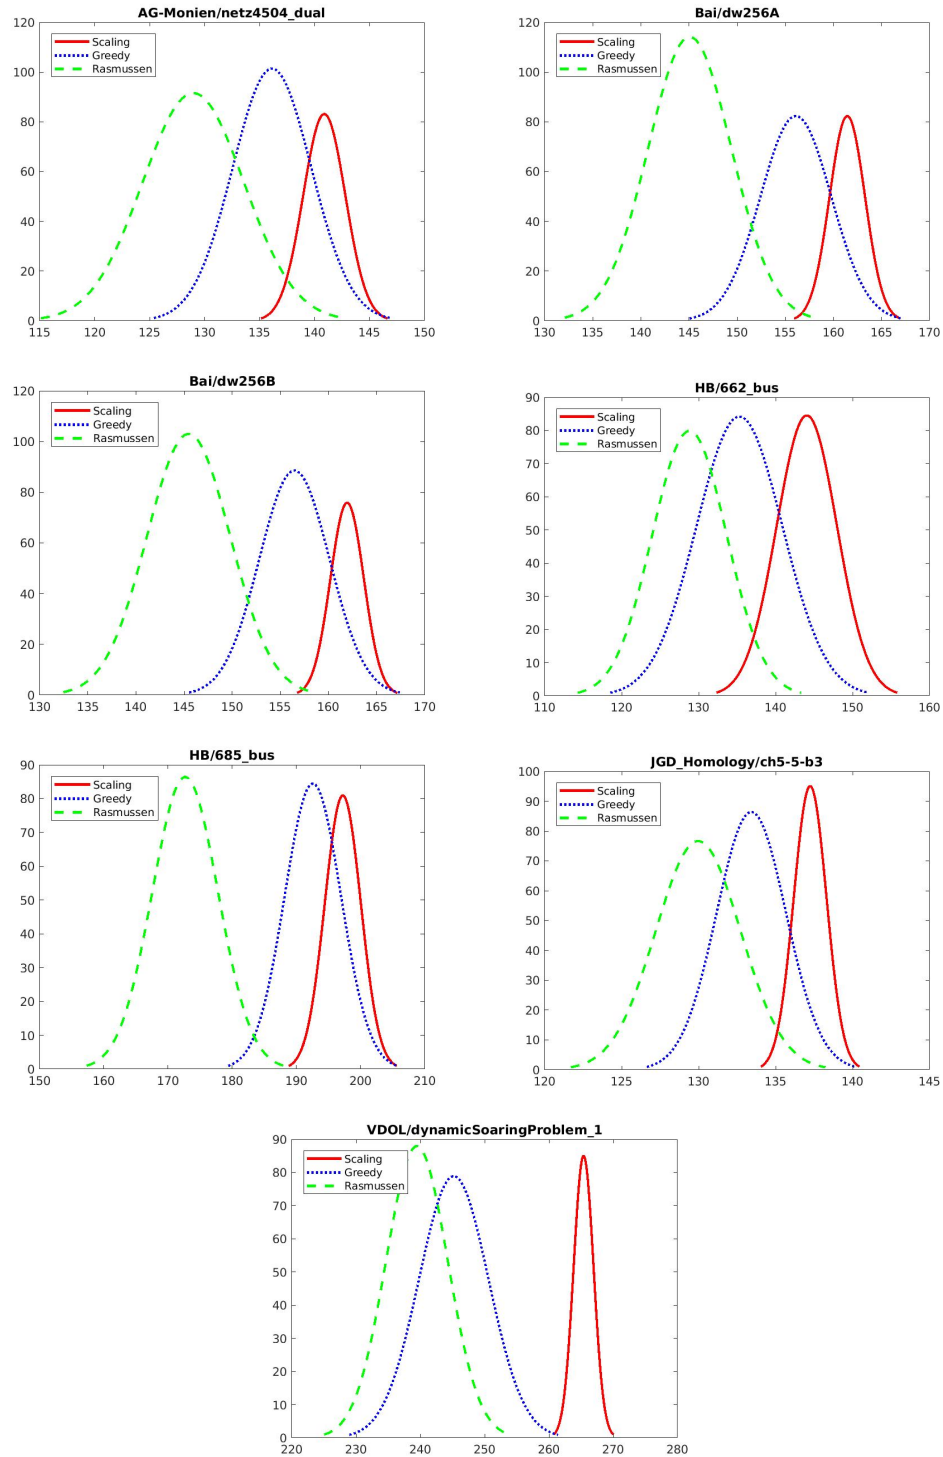 AG-Monien/netz4504_dual
Scaling
Greedy
Rasmussen
120
100
80
60
40
20
0
115 120 125 130 135 140 145 150
Bai/dw256A
Scaling
Greedy
Rasmussen
120
100
80
60
40
20
0
130 135 140 145 150 155 160 165 170
Bai/dw256B
Scaling
Greedy
Rasmussen
120
100
80
60
40
20
0
130 135 140 145 150 155 160 165 170
HB/662_bus
Scaling
Greedy
Rasmussen
90
80
70
60
50
40
30
20
10
0
110 120 130 140 150 160
HB/685_bus
Scaling
Greedy
Rasmussen
90
80
70
60
50
40
30
20
10
0
150 160 170 180 190 200 210
JGD_Homology/ch5-5-b3
Scaling
Greedy
Rasmussen
100
90
80
70
60
50
40
30
20
10
0
120 125 130 135 140 145
VDOL/dynamicSoaringProblem_1
Scaling
Greedy
Rasmussen
90
80
70
60
50
40
30
20
10
0
220 230 240 250 260 270 280